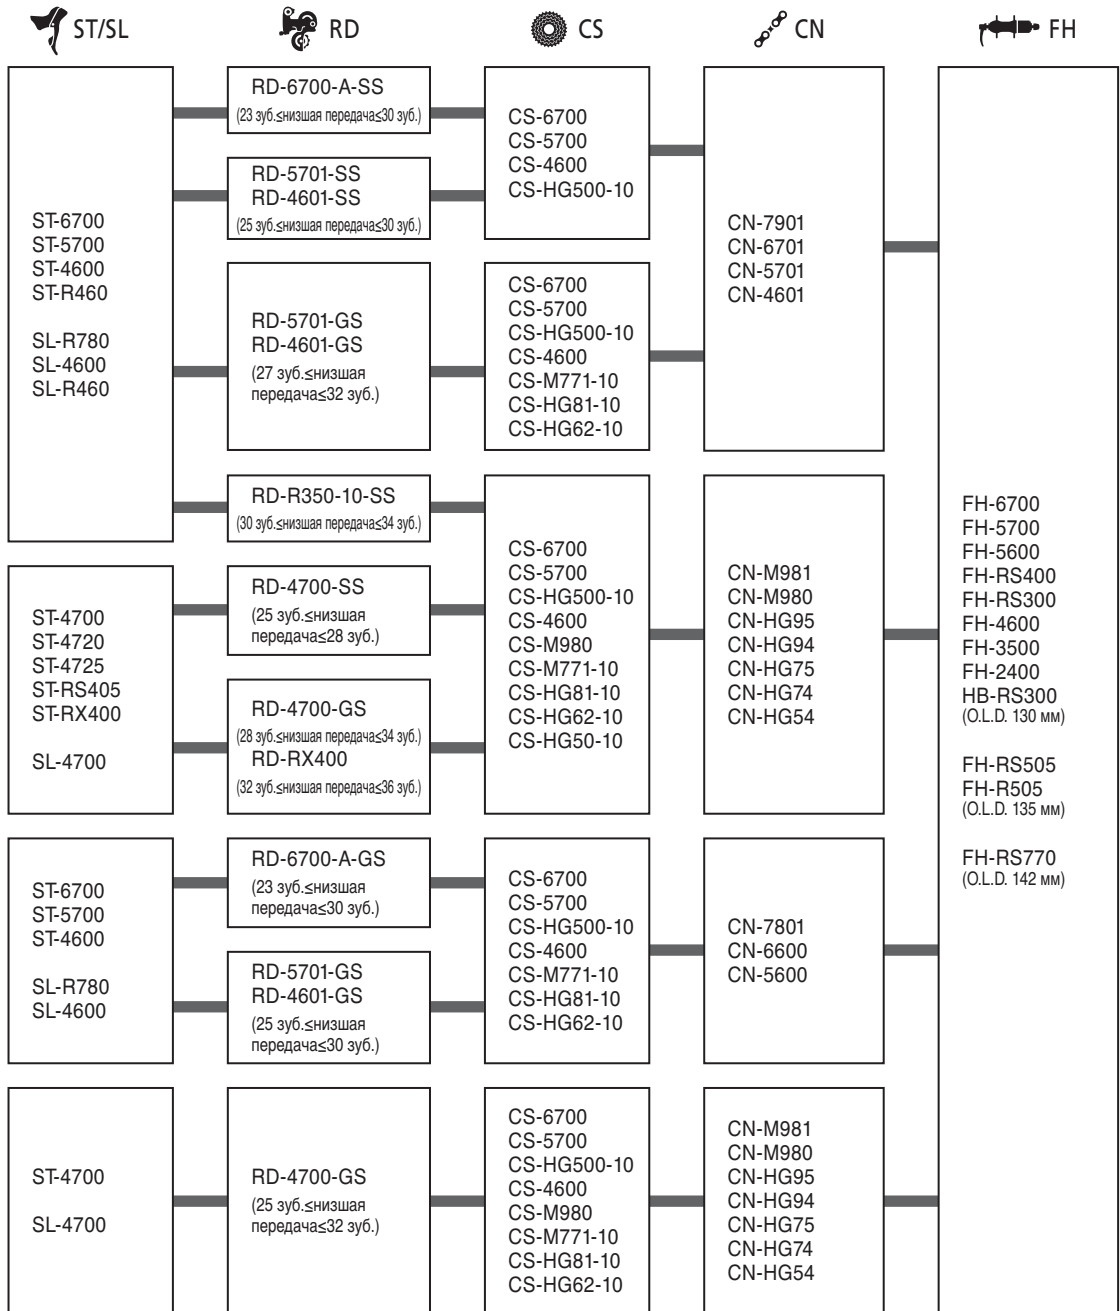 ST/SL
RD
CS
CN
FH
ST-6700
ST-5700
ST-4600
ST-R460
SL-R780
SL-4600
SL-R460
RD-6700-A-SS
(23 зуб.≤низшая передача≤30 зуб.)
RD-5701-SS
RD-4601-SS
(25 зуб.≤низшая передача≤30 зуб.)
RD-5701-GS
RD-4601-GS
(27 зуб.≤низшая
передача≤32 зуб.)
RD-R350-10-SS
(30 зуб.≤низшая передача≤34 зуб.)
CS-6700
CS-5700
CS-4600
CS-HG500-10
CS-6700
CS-5700
CS-HG500-10
CS-4600
CS-M771-10
CS-HG81-10
CS-HG62-10
CN-7901
CN-6701
CN-5701
CN-4601
ST-4700
ST-4720
ST-4725
ST-RS405
ST-RX400
SL-4700
RD-4700-SS
(25 зуб.≤низшая
передача≤28 зуб.)
RD-4700-GS
(28 зуб.≤низшая передача≤34 зуб.)
RD-RX400
(32 зуб.≤низшая передача≤36 зуб.)
CS-6700
CS-5700
CS-HG500-10
CS-4600
CS-M980
CS-M771-10
CS-HG81-10
CS-HG62-10
CS-HG50-10
CN-M981
CN-M980
CN-HG95
CN-HG94
CN-HG75
CN-HG74
CN-HG54
ST-6700
ST-5700
ST-4600
SL-R780
SL-4600
RD-6700-A-GS
(23 зуб.≤низшая
передача≤30 зуб.)
RD-5701-GS
RD-4601-GS
(25 зуб.≤низшая
передача≤30 зуб.)
CS-6700
CS-5700
CS-HG500-10
CS-4600
CS-M771-10
CS-HG81-10
CS-HG62-10
CN-7801
CN-6600
CN-5600
ST-4700
SL-4700
RD-4700-GS
(25 зуб.≤низшая
передача≤32 зуб.)
CS-6700
CS-5700
CS-HG500-10
CS-4600
CS-M980
CS-M771-10
CS-HG81-10
CS-HG62-10
CN-M981
CN-M980
CN-HG95
CN-HG94
CN-HG75
CN-HG74
CN-HG54
FH-6700
FH-5700
FH-5600
FH-RS400
FH-RS300
FH-4600
FH-3500
FH-2400
HB-RS300
(O.L.D. 130 мм)
FH-RS505
FH-R505
(O.L.D. 135 мм)
FH-RS770
(O.L.D. 142 мм)